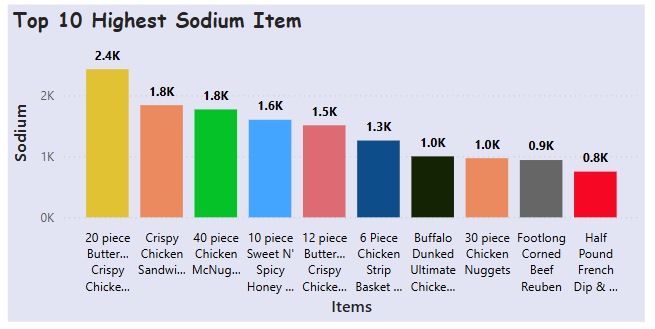 Top 10 Highest Sodium Item
2.4K
1.8K
1.8K
1.6K
1.5K
1.3K
1.0K
1.0K
0.9K
0.8K
2K
1K
0K
Sodium
20 piece
Butter...
Crispy
Chicke...
Crispy
Chicken
Sandwi...
40 piece
Chicken
McNug...
10 piece
Sweet N'
Spicy
Honey ...
12 piece
Butter...
Crispy
Chicke...
6 Piece
Chicken
Strip
Basket ...
Buffalo
Dunked
Ultimate
Chicke...
30 piece
Chicken
Nuggets
Footlong
Corned
Beef
Reuben
Half
Pound
French
Dip & ...
Items